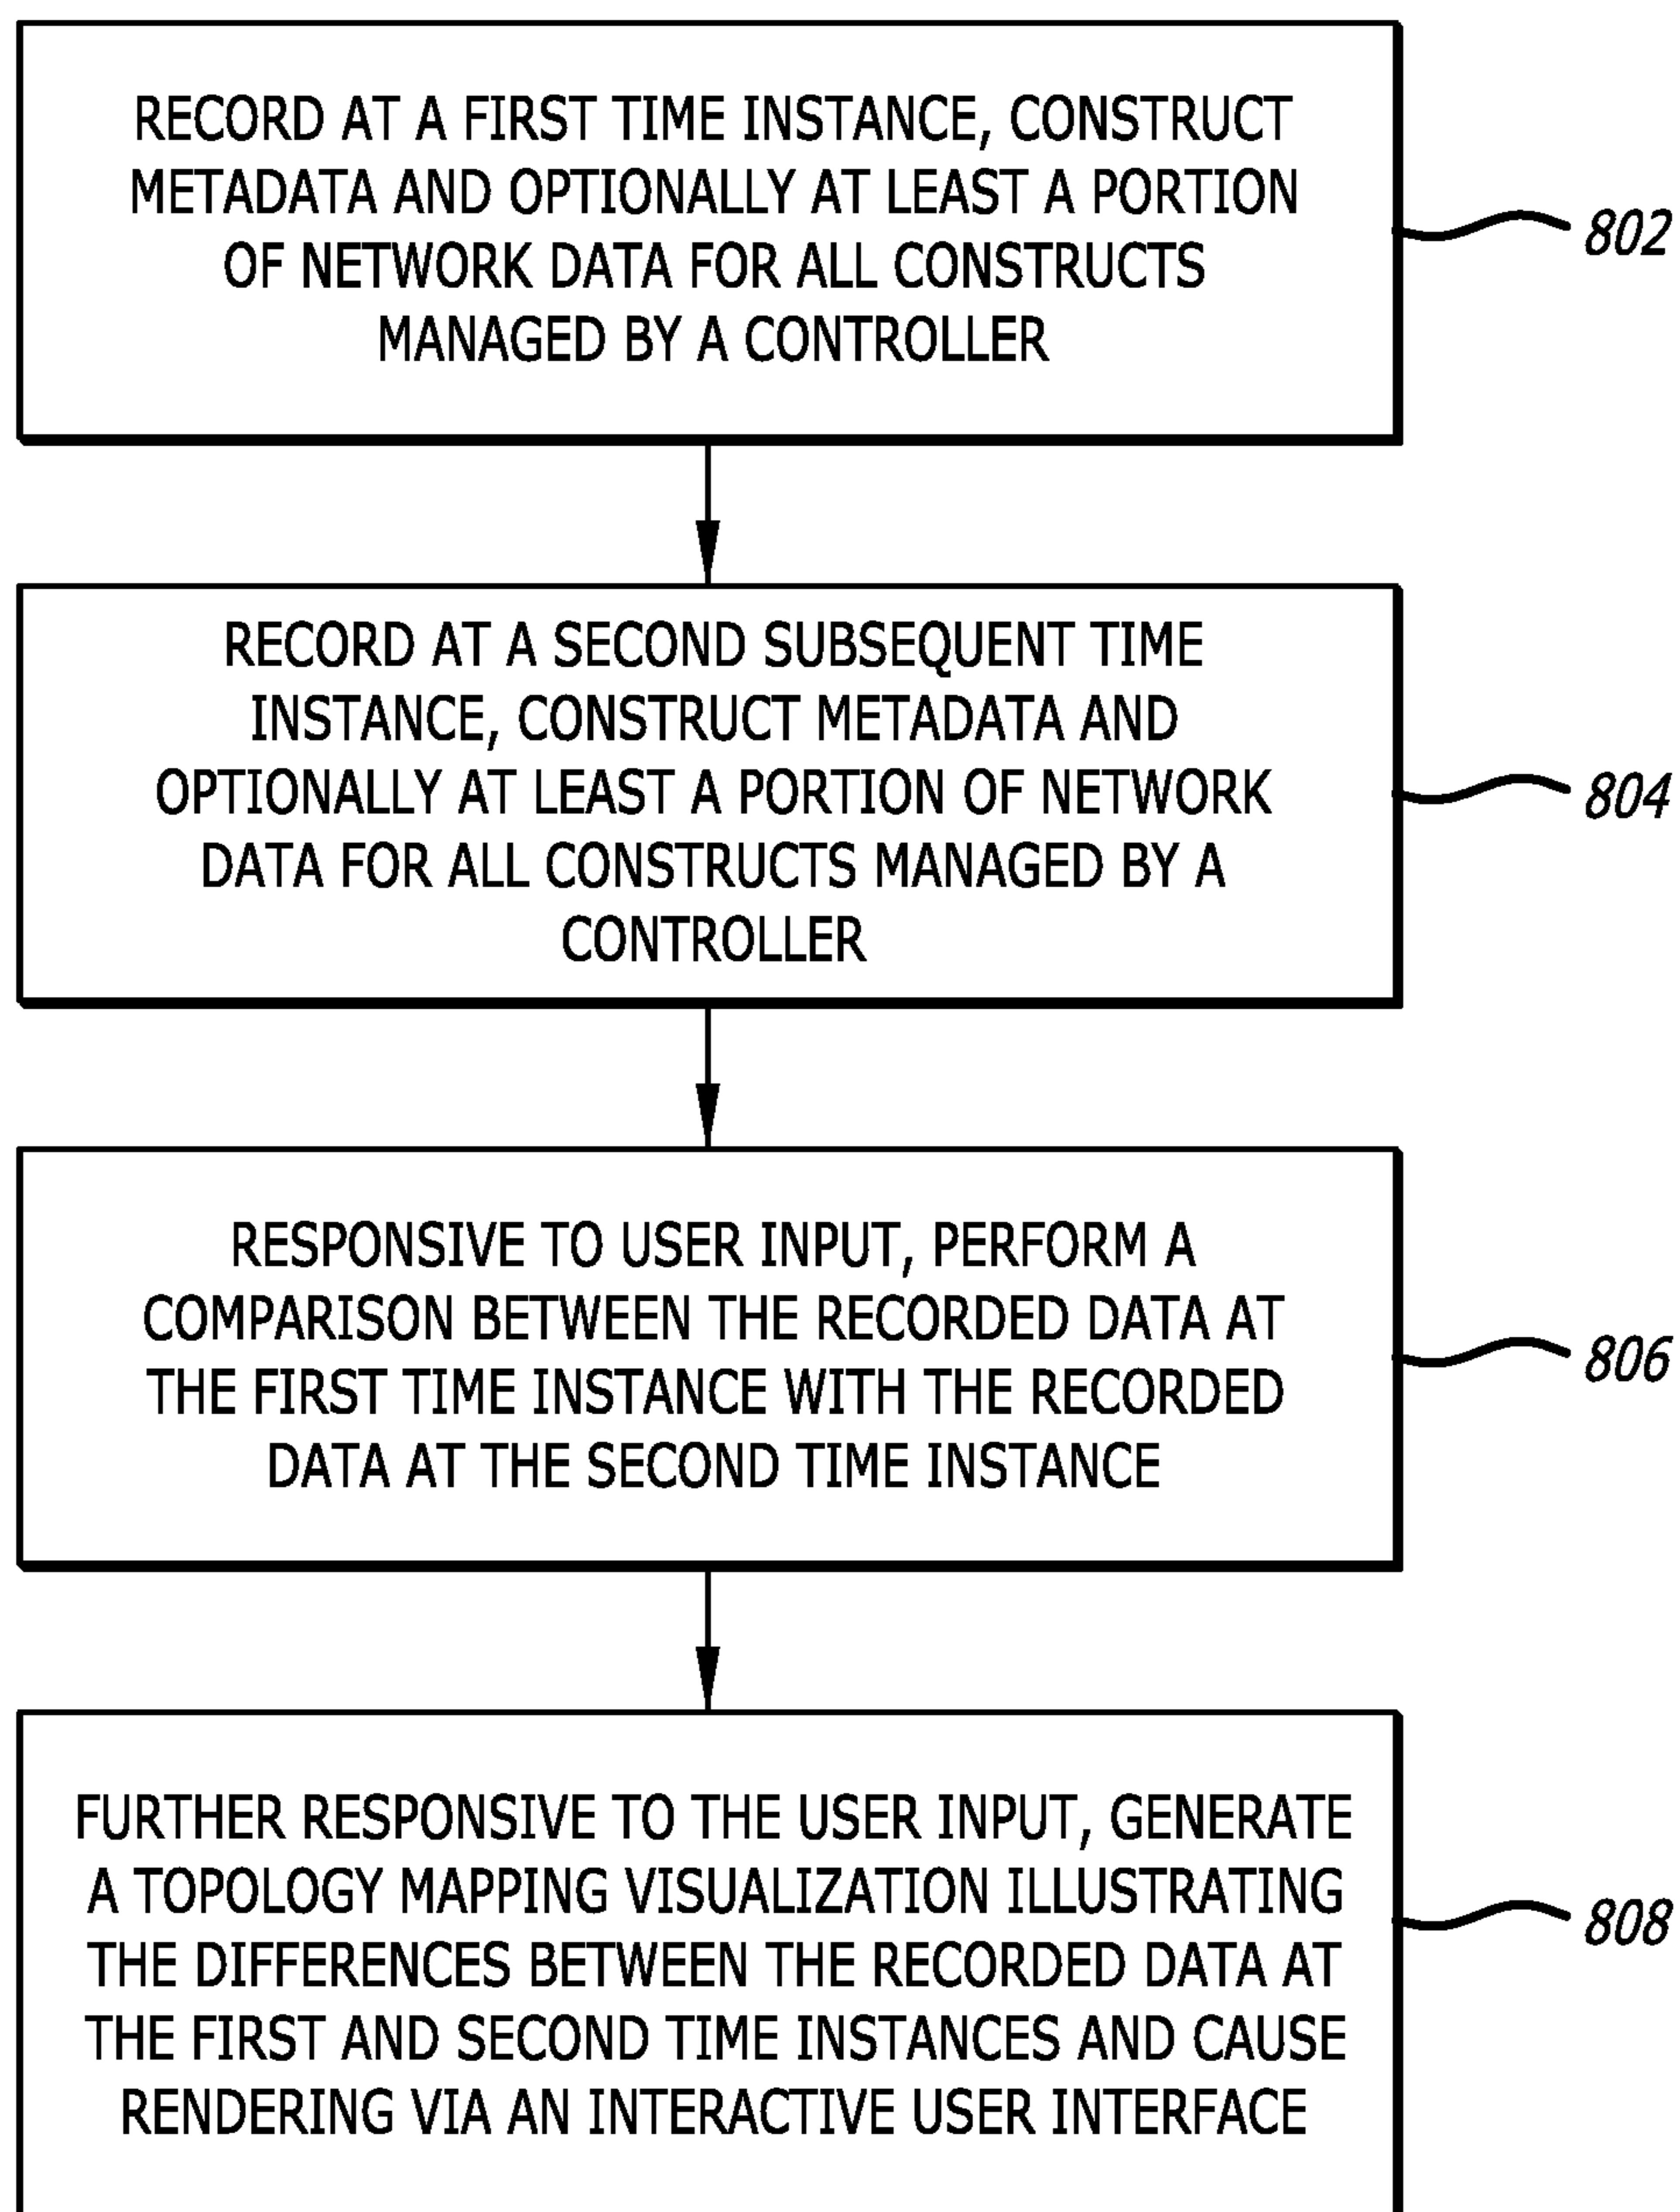 RECORD AT A FIRST TIME INSTANCE, CONSTRUCT
METADATA AND OPTIONALLY AT LEAST A PORTION
OF NETWORK DATA FOR ALL CONSTRUCTS
MANAGED BY A CONTROLLER
802
RECORD AT A SECOND SUBSEQUENT TIME
INSTANCE, CONSTRUCT METADATA AND
OPTIONALLY AT LEAST A PORTION OF NETWORK
DATA FOR ALL CONSTRUCTS MANAGED BY A
CONTROLLER
804
RESPONSIVE TO USER INPUT, PERFORM A
COMPARISON BETWEEN THE RECORDED DATA AT
THE FIRST TIME INSTANCE WITH THE RECORDED
DATA AT THE SECOND TIME INSTANCE
806
FURTHER RESPONSIVE TO THE USER INPUT, GENERATE
A TOPOLOGY MAPPING VISUALIZATION ILLUSTRATING
THE DIFFERENCES BETWEEN THE RECORDED DATA AT
THE FIRST AND SECOND TIME INSTANCES AND CAUSE
RENDERING VIA AN INTERACTIVE USER INTERFACE
808